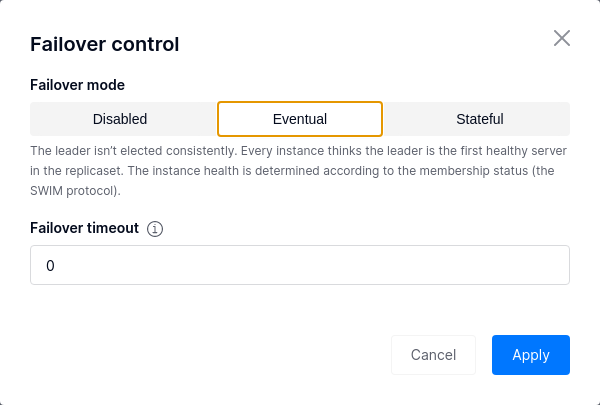 Failover control
Failover mode
Disabled Eventual Stateful
The leader isn’t elected consistently. Every instance thinks the leader is the first healthy server
in the replicaset. The instance health is determined according to the membership status (the
SWIM protocol).
Failover timeout
0
Cancel Apply